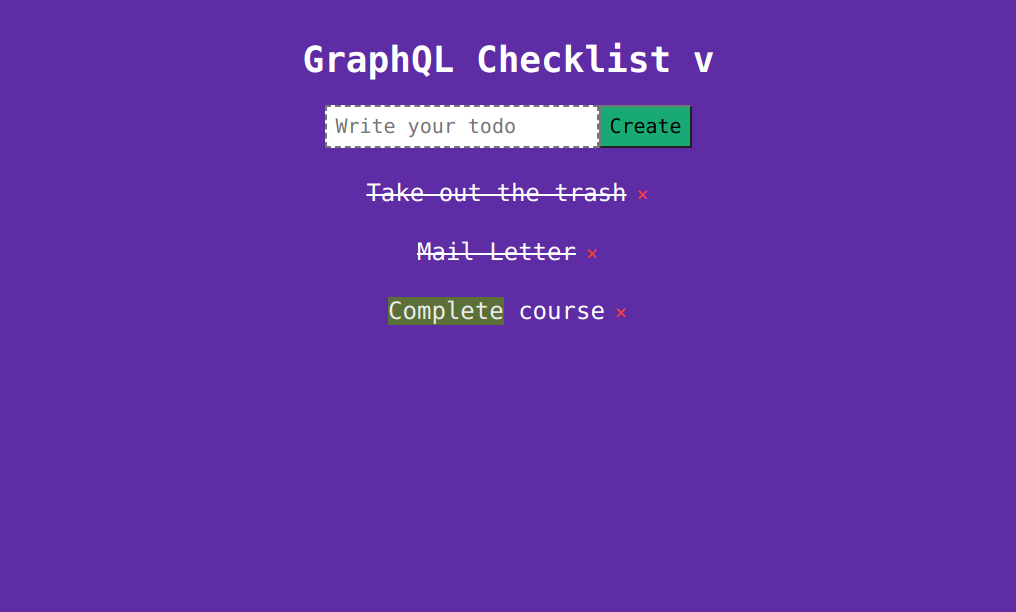 GraphQL Checklist v
Write your todo Create
Take out the trash ×
Mail Letter ×
Complete course ×